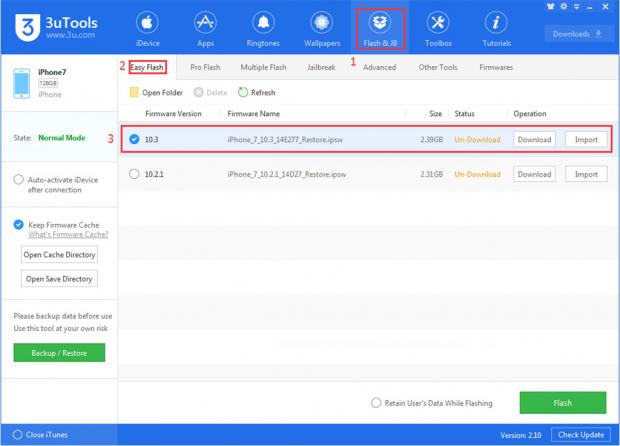 3 3uTools
www.3u.com
iDevice
Apps
Ringtones
Wallpapers
Flash & JB
Toolbox
Tutorials
Downloads
1
2
Easy Flash
Pro Flash
Multiple Flash
Jailbreak
Advanced
Other Tools
Firmwares
iPhone7
128GB
iPhone
Open Folder
Delete
Refresh
Firmware Version
Firmware Name
Size
Status
Operation
State: Normal Mode
3
10.3
iPhone_7_10.3_14E277_Restore.ipsw
2.39GB
Un-Download
Download
Import
10.2.1
iPhone_7_10.2.1_14D27_Restore.ipsw
2.31GB
Un-Download
Download
Import
Auto-activate iDevice
after connection
Keep Firmware Cache
What's Firmware Cache?
Open Cache Directory
Open Save Directory
Please backup data before use
Use this tool at your own risk
Backup / Restore
Retain User's Data While Flashing
Flash
Close iTunes
Version: 2.10
Check Update